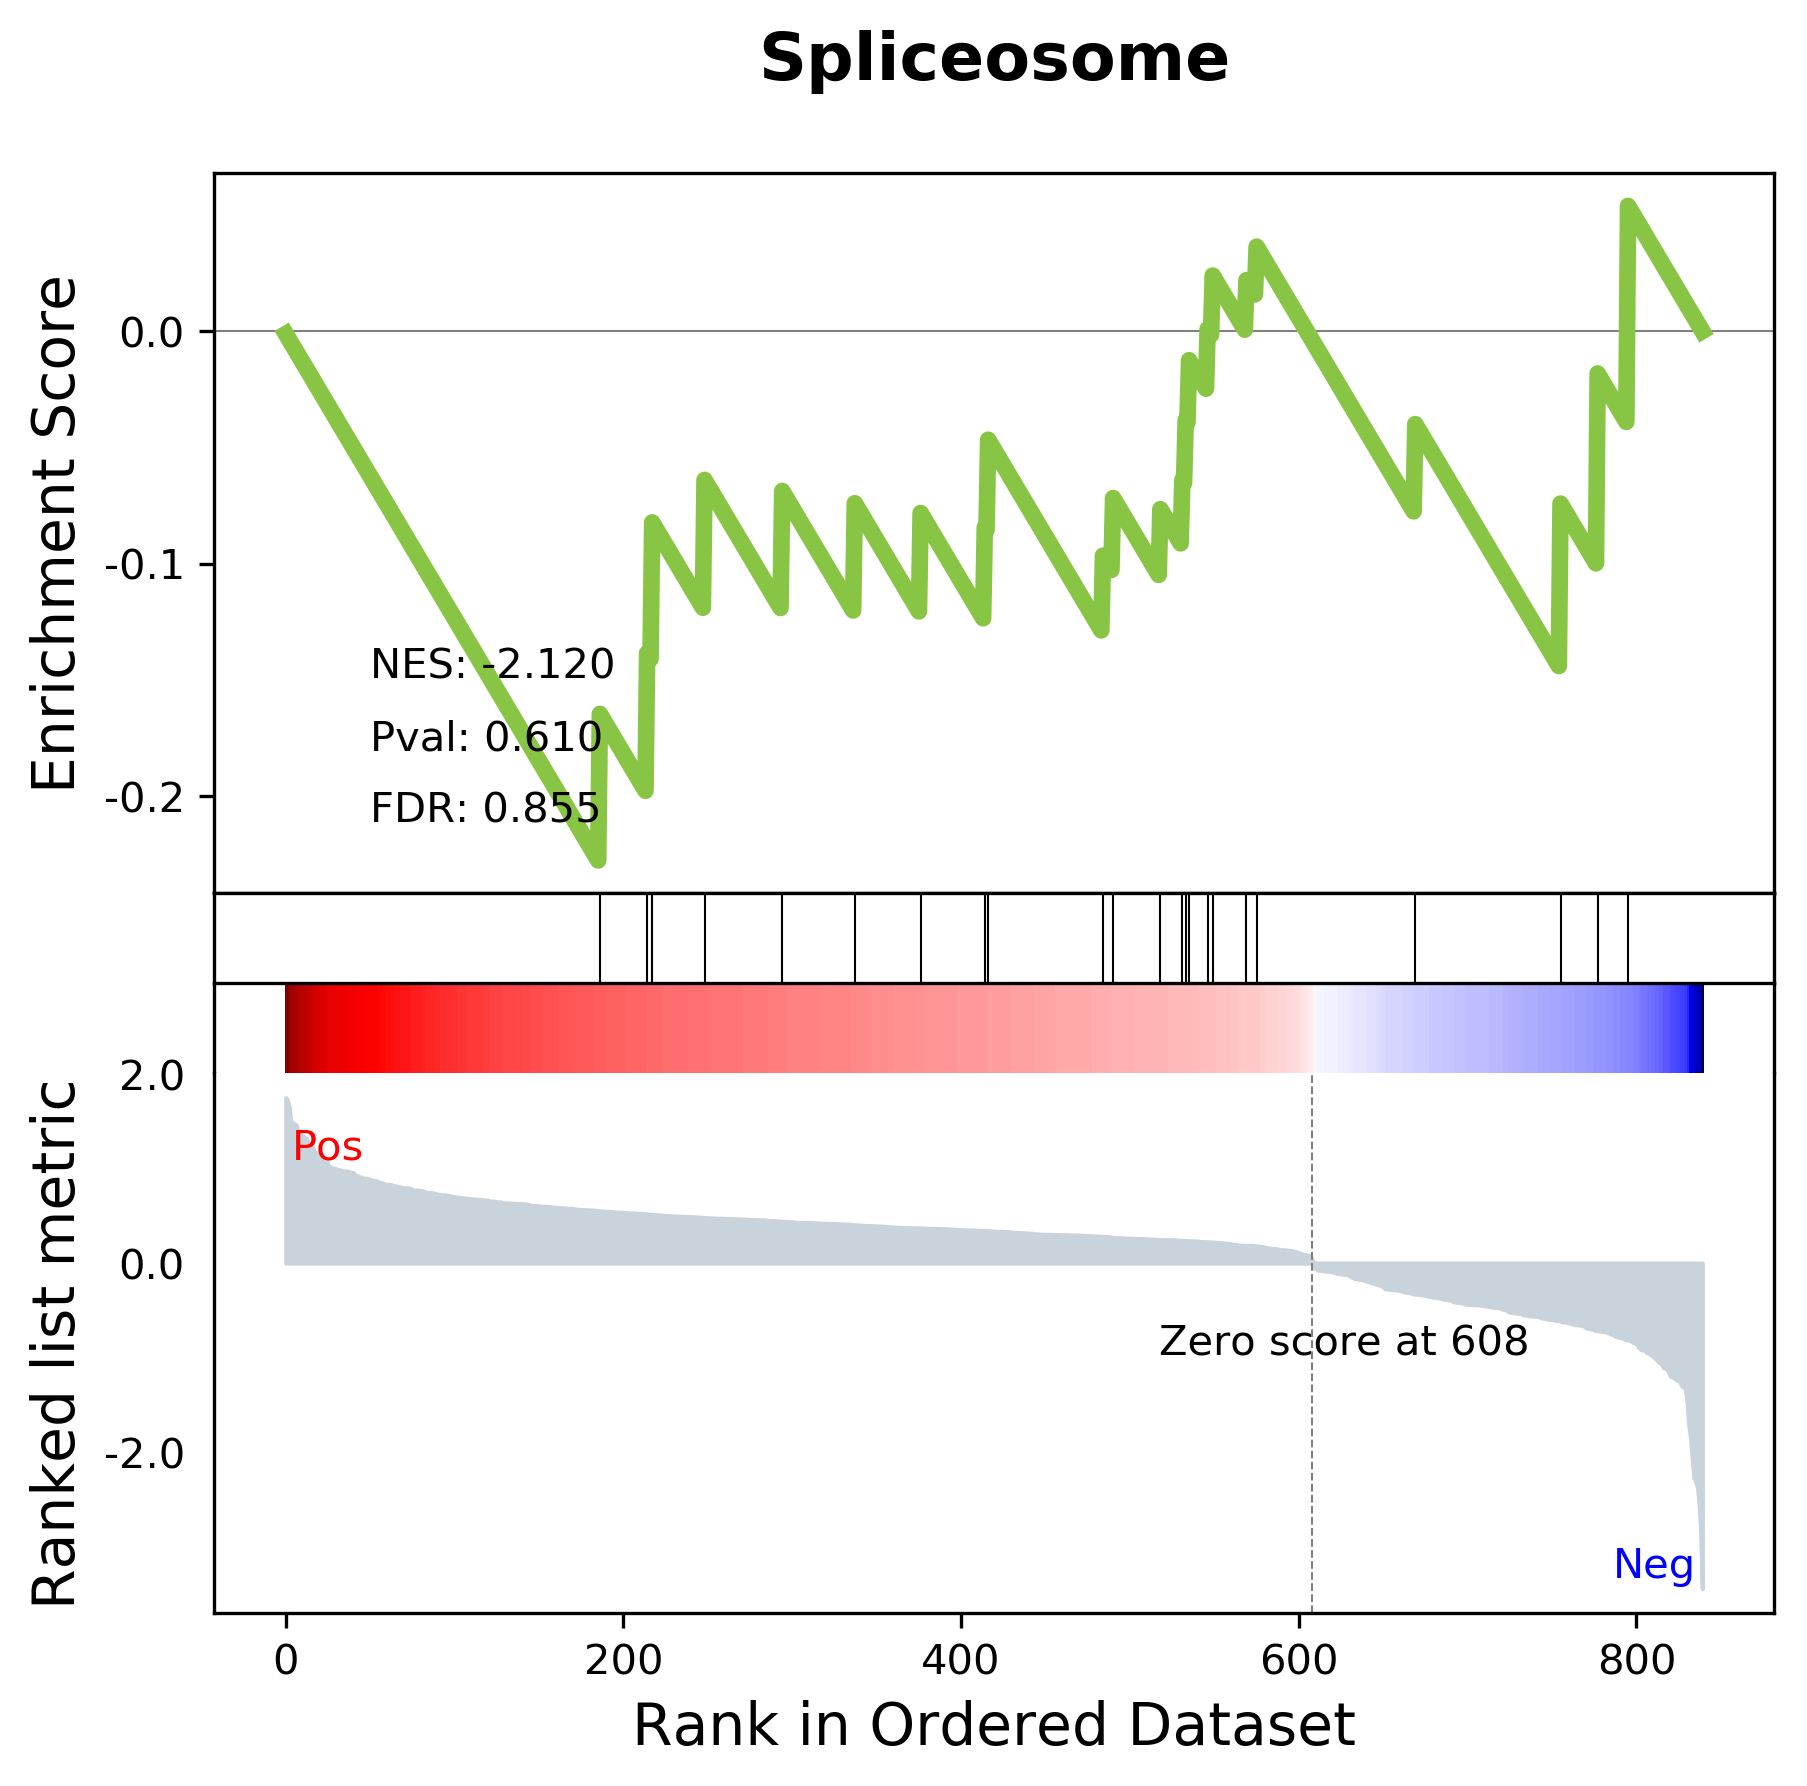 Spliceosome
Enrichment Score
0.0
-0.1
-0.2
NES: -2.120
Pval: 0.610
FDR: 0.855
Ranked list metric
2.0
0.0
-2.0
Pos
Zero score at 608
Neg
0 200 400 600 800
Rank in Ordered Dataset